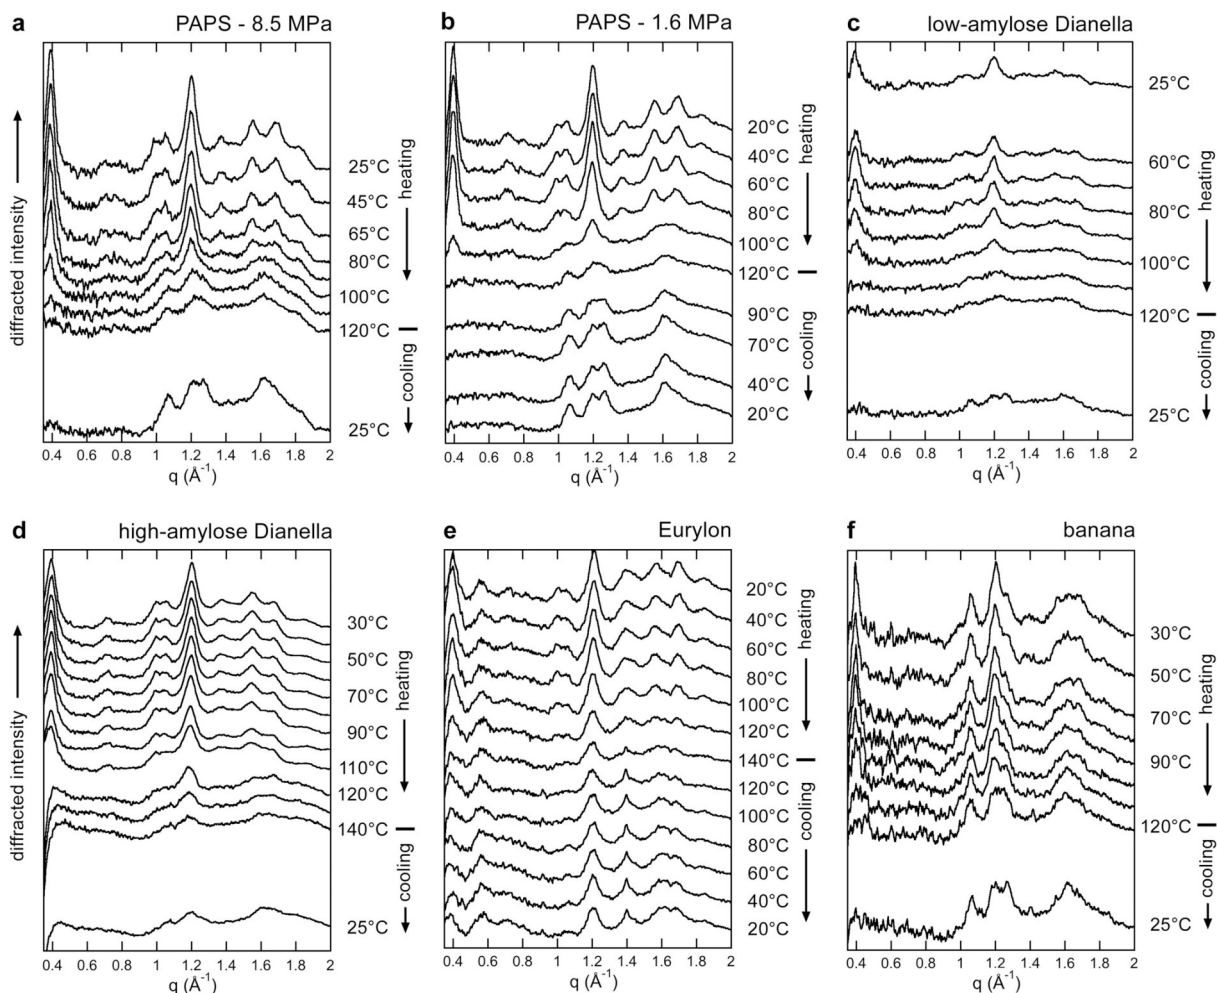 a PAPS - 8.5 MPa
diffracted intensity
25°C
45°C
65°C
80°C
100°C
120°C
25°C
heating
cooling
0.4 0.6 0.8 1 1.2 1.4 1.6 1.8 2
q (Å⁻¹)
b PAPS - 1.6 MPa
20°C
40°C
60°C
80°C
100°C
120°C
90°C
70°C
40°C
20°C
heating
cooling
0.4 0.6 0.8 1 1.2 1.4 1.6 1.8 2
q (Å⁻¹)
c low-amylose Dianella
25°C
60°C
80°C
100°C
120°C
25°C
heating
cooling
0.4 0.6 0.8 1 1.2 1.4 1.6 1.8 2
q (Å⁻¹)
d high-amylose Dianella
diffracted intensity
30°C
50°C
70°C
90°C
110°C
120°C
140°C
25°C
heating
cooling
0.4 0.6 0.8 1 1.2 1.4 1.6 1.8 2
q (Å⁻¹)
e Eurylon
20°C
40°C
60°C
80°C
100°C
120°C
140°C
120°C
100°C
80°C
60°C
40°C
20°C
heating
cooling
0.4 0.6 0.8 1 1.2 1.4 1.6 1.8 2
q (Å⁻¹)
f banana
30°C
50°C
70°C
90°C
120°C
25°C
heating
cooling
0.4 0.6 0.8 1 1.2 1.4 1.6 1.8 2
q (Å⁻¹)